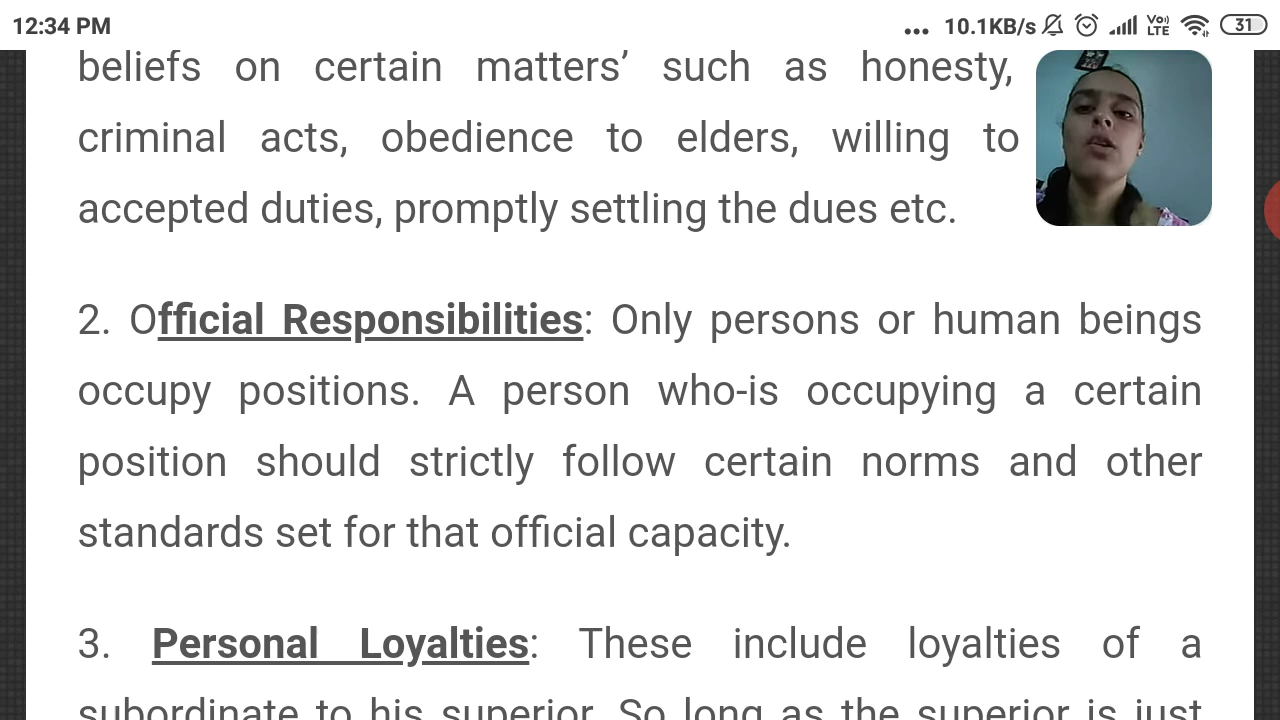 12:34 PM ... 10.1KB/s Vo) LTE 31
beliefs on certain matters’ such as honesty,
criminal acts, obedience to elders, willing to
accepted duties, promptly settling the dues etc.
2. Official Responsibilities: Only persons or human beings
occupy positions. A person who-is occupying a certain
position should strictly follow certain norms and other
standards set for that official capacity.
3. Personal Loyalties: These include loyalties of a
subordinate to his superior. So long as the superior is just